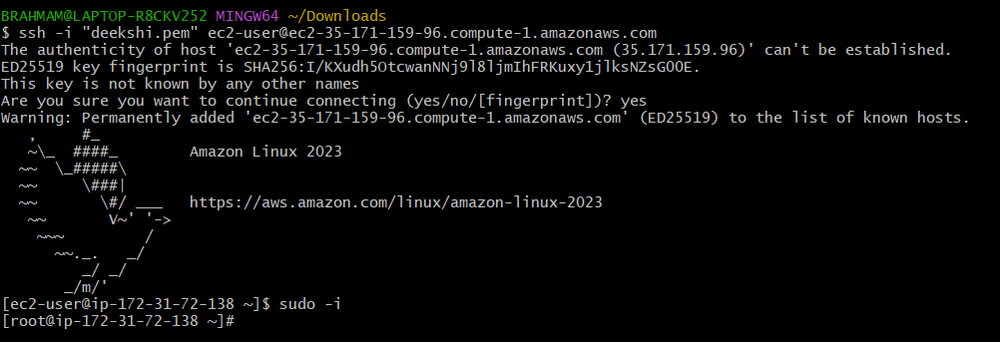 BRAHMAM@LAPTOP-R8CKV252 MINGW64 ~/Downloads
$ ssh -i "deekshi.pem" ec2-user@ec2-35-171-159-96.compute-1.amazonaws.com
The authenticity of host 'ec2-35-171-159-96.compute-1.amazonaws.com (35.171.159.96)' can't be established.
ED25519 key fingerprint is SHA256:I/KXudh5OtcwanNNj9l8ljmIhFRKuxy1jlksNZsGO0E.
This key is not known by any other names
Are you sure you want to continue connecting (yes/no/[fingerprint])? yes
Warning: Permanently added 'ec2-35-171-159-96.compute-1.amazonaws.com' (ED25519) to the list of known hosts.
   ,     #_
   ~\_  ####_        Amazon Linux 2023
  ~~  \_#####\
  ~~     \###|
  ~~       \#/ ___   https://aws.amazon.com/linux/amazon-linux-2023
   ~~       V~' '->
    ~~~         /
      ~~._.   _/
         _/ _/
       _/m/'
[ec2-user@ip-172-31-72-138 ~]$ sudo -i
[root@ip-172-31-72-138 ~]#